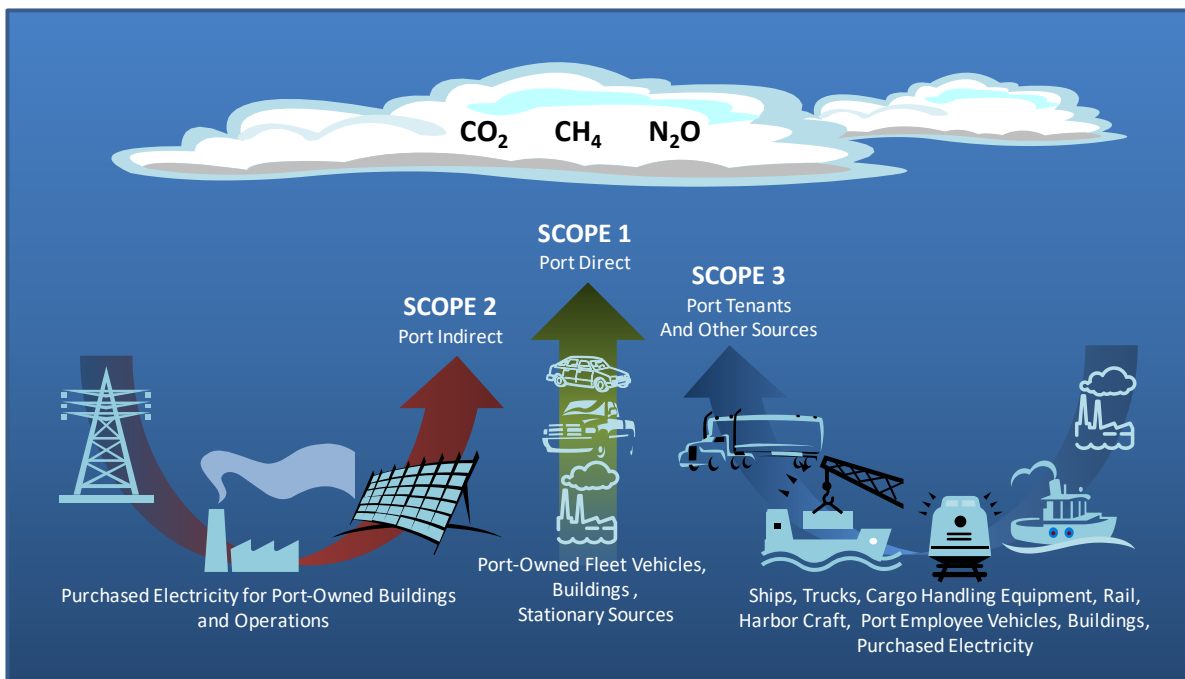 CO₂ CH₄ N₂O
SCOPE 1
Port Direct
SCOPE 2
Port Indirect
SCOPE 3
Port Tenants
And Other Sources
Purchased Electricity for Port-Owned Buildings
and Operations
Port-Owned Fleet Vehicles,
Buildings ,
Stationary Sources
Ships, Trucks, Cargo Handling Equipment, Rail,
Harbor Craft, Port Employee Vehicles, Buildings,
Purchased Electricity